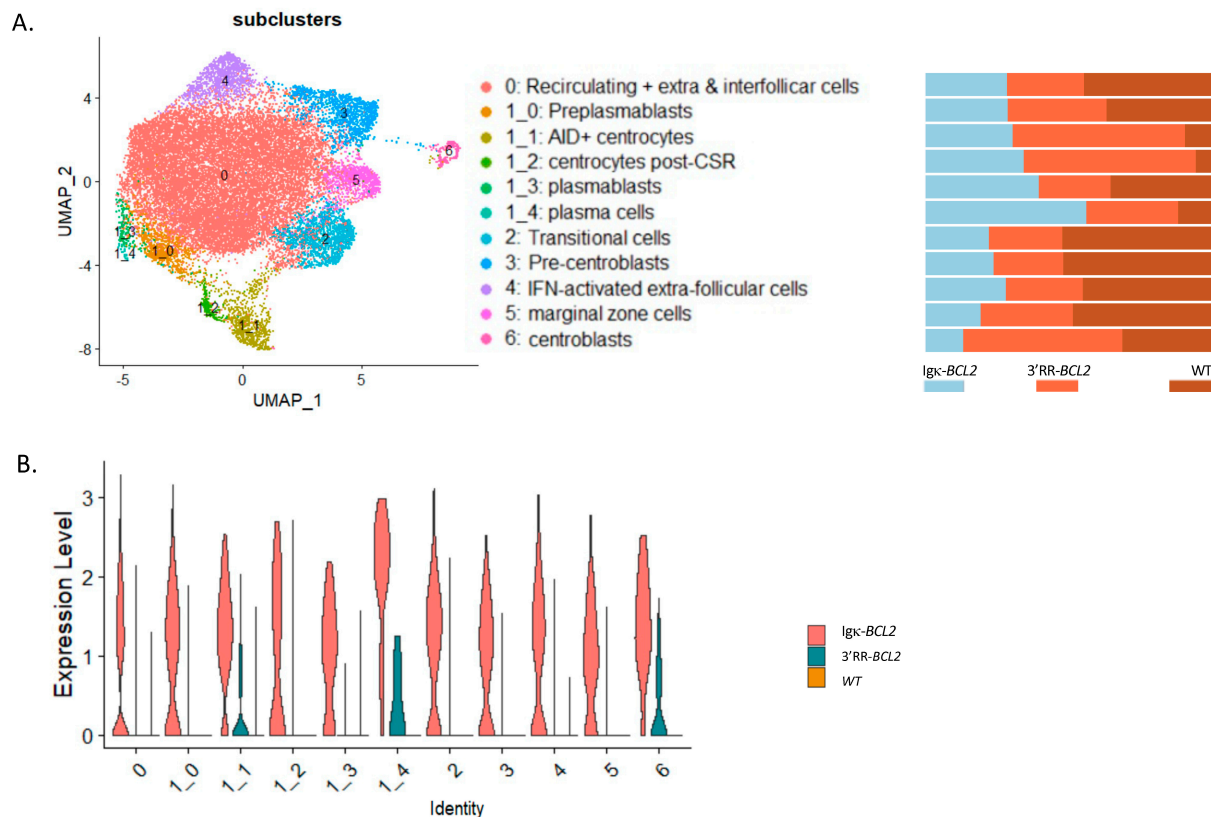 A.
subclusters
UMAP_2
4
0
-4
-8
4
3
6
0
5
2
1_3
1_0
1_4
1_2
1_1
-5
0
5
UMAP_1
0: Recirculating + extra & interfollicar cells
1_0: Preplasmablasts
1_1: AID+ centrocytes
1_2: centrocytes post-CSR
1_3: plasmablasts
1_4: plasma cells
2: Transitional cells
3: Pre-centroblasts
4: IFN-activated extra-follicular cells
5: marginal zone cells
6: centroblasts
Igκ-BCL2 3'RR-BCL2 WT
B.
Expression Level
3
2
1
0
0 1_0 1_1 1_2 1_3 1_4 2 3 4 5 6
Identity
Igκ-BCL2
3'RR-BCL2
WT